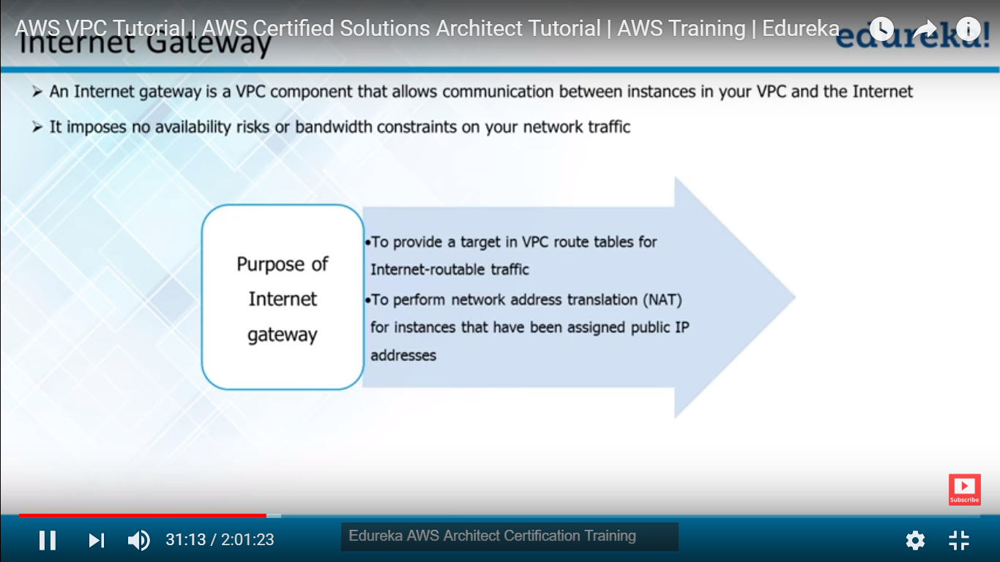 AWS VPC Tutorial | AWS Certified Solutions Architect Tutorial | AWS Training | Edureka
Internet Gateway
edureka!
➢ An Internet gateway is a VPC component that allows communication between instances in your VPC and the Internet
➢ It imposes no availability risks or bandwidth constraints on your network traffic
Purpose of
Internet
gateway
•To provide a target in VPC route tables for
Internet-routable traffic
•To perform network address translation (NAT)
for instances that have been assigned public IP
addresses
Subscribe
31:13 / 2:01:23
Edureka AWS Architect Certification Training